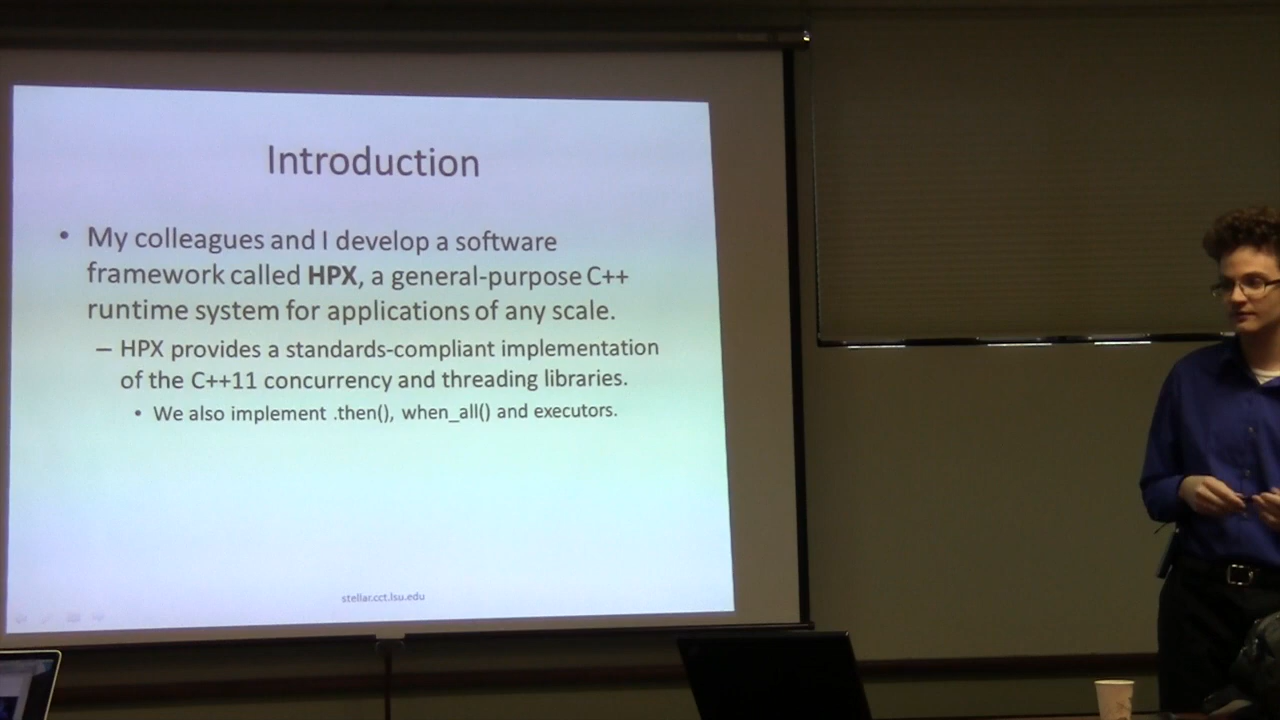 Introduction
• My colleagues and I develop a software
framework called HPX, a general-purpose C++
runtime system for applications of any scale.
– HPX provides a standards-compliant implementation
of the C++11 concurrency and threading libraries.
• We also implement .then(), when_all() and executors.
stellar.cct.lsu.edu